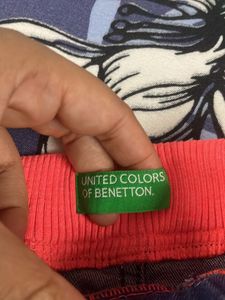 UNITED COLORS
OF BENETTON.